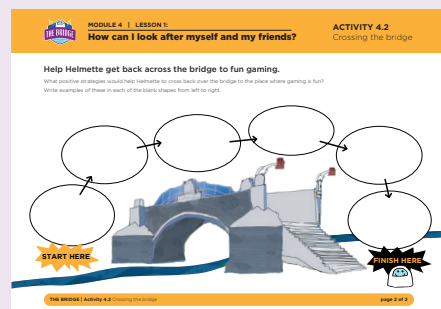 THE BRIDGE
MODULE 4 | LESSON 1:
How can I look after myself and my friends?
ACTIVITY 4.2
Crossing the bridge
Help Helmette get back across the bridge to fun gaming.
What positive strategies would help Helmette to cross back over the bridge to the place where gaming is fun?
Write examples of these in each of the blank shapes from left to right.
START HERE
FINISH HERE
THE BRIDGE | Activity 4.2 Crossing the bridge
page 2 of 3